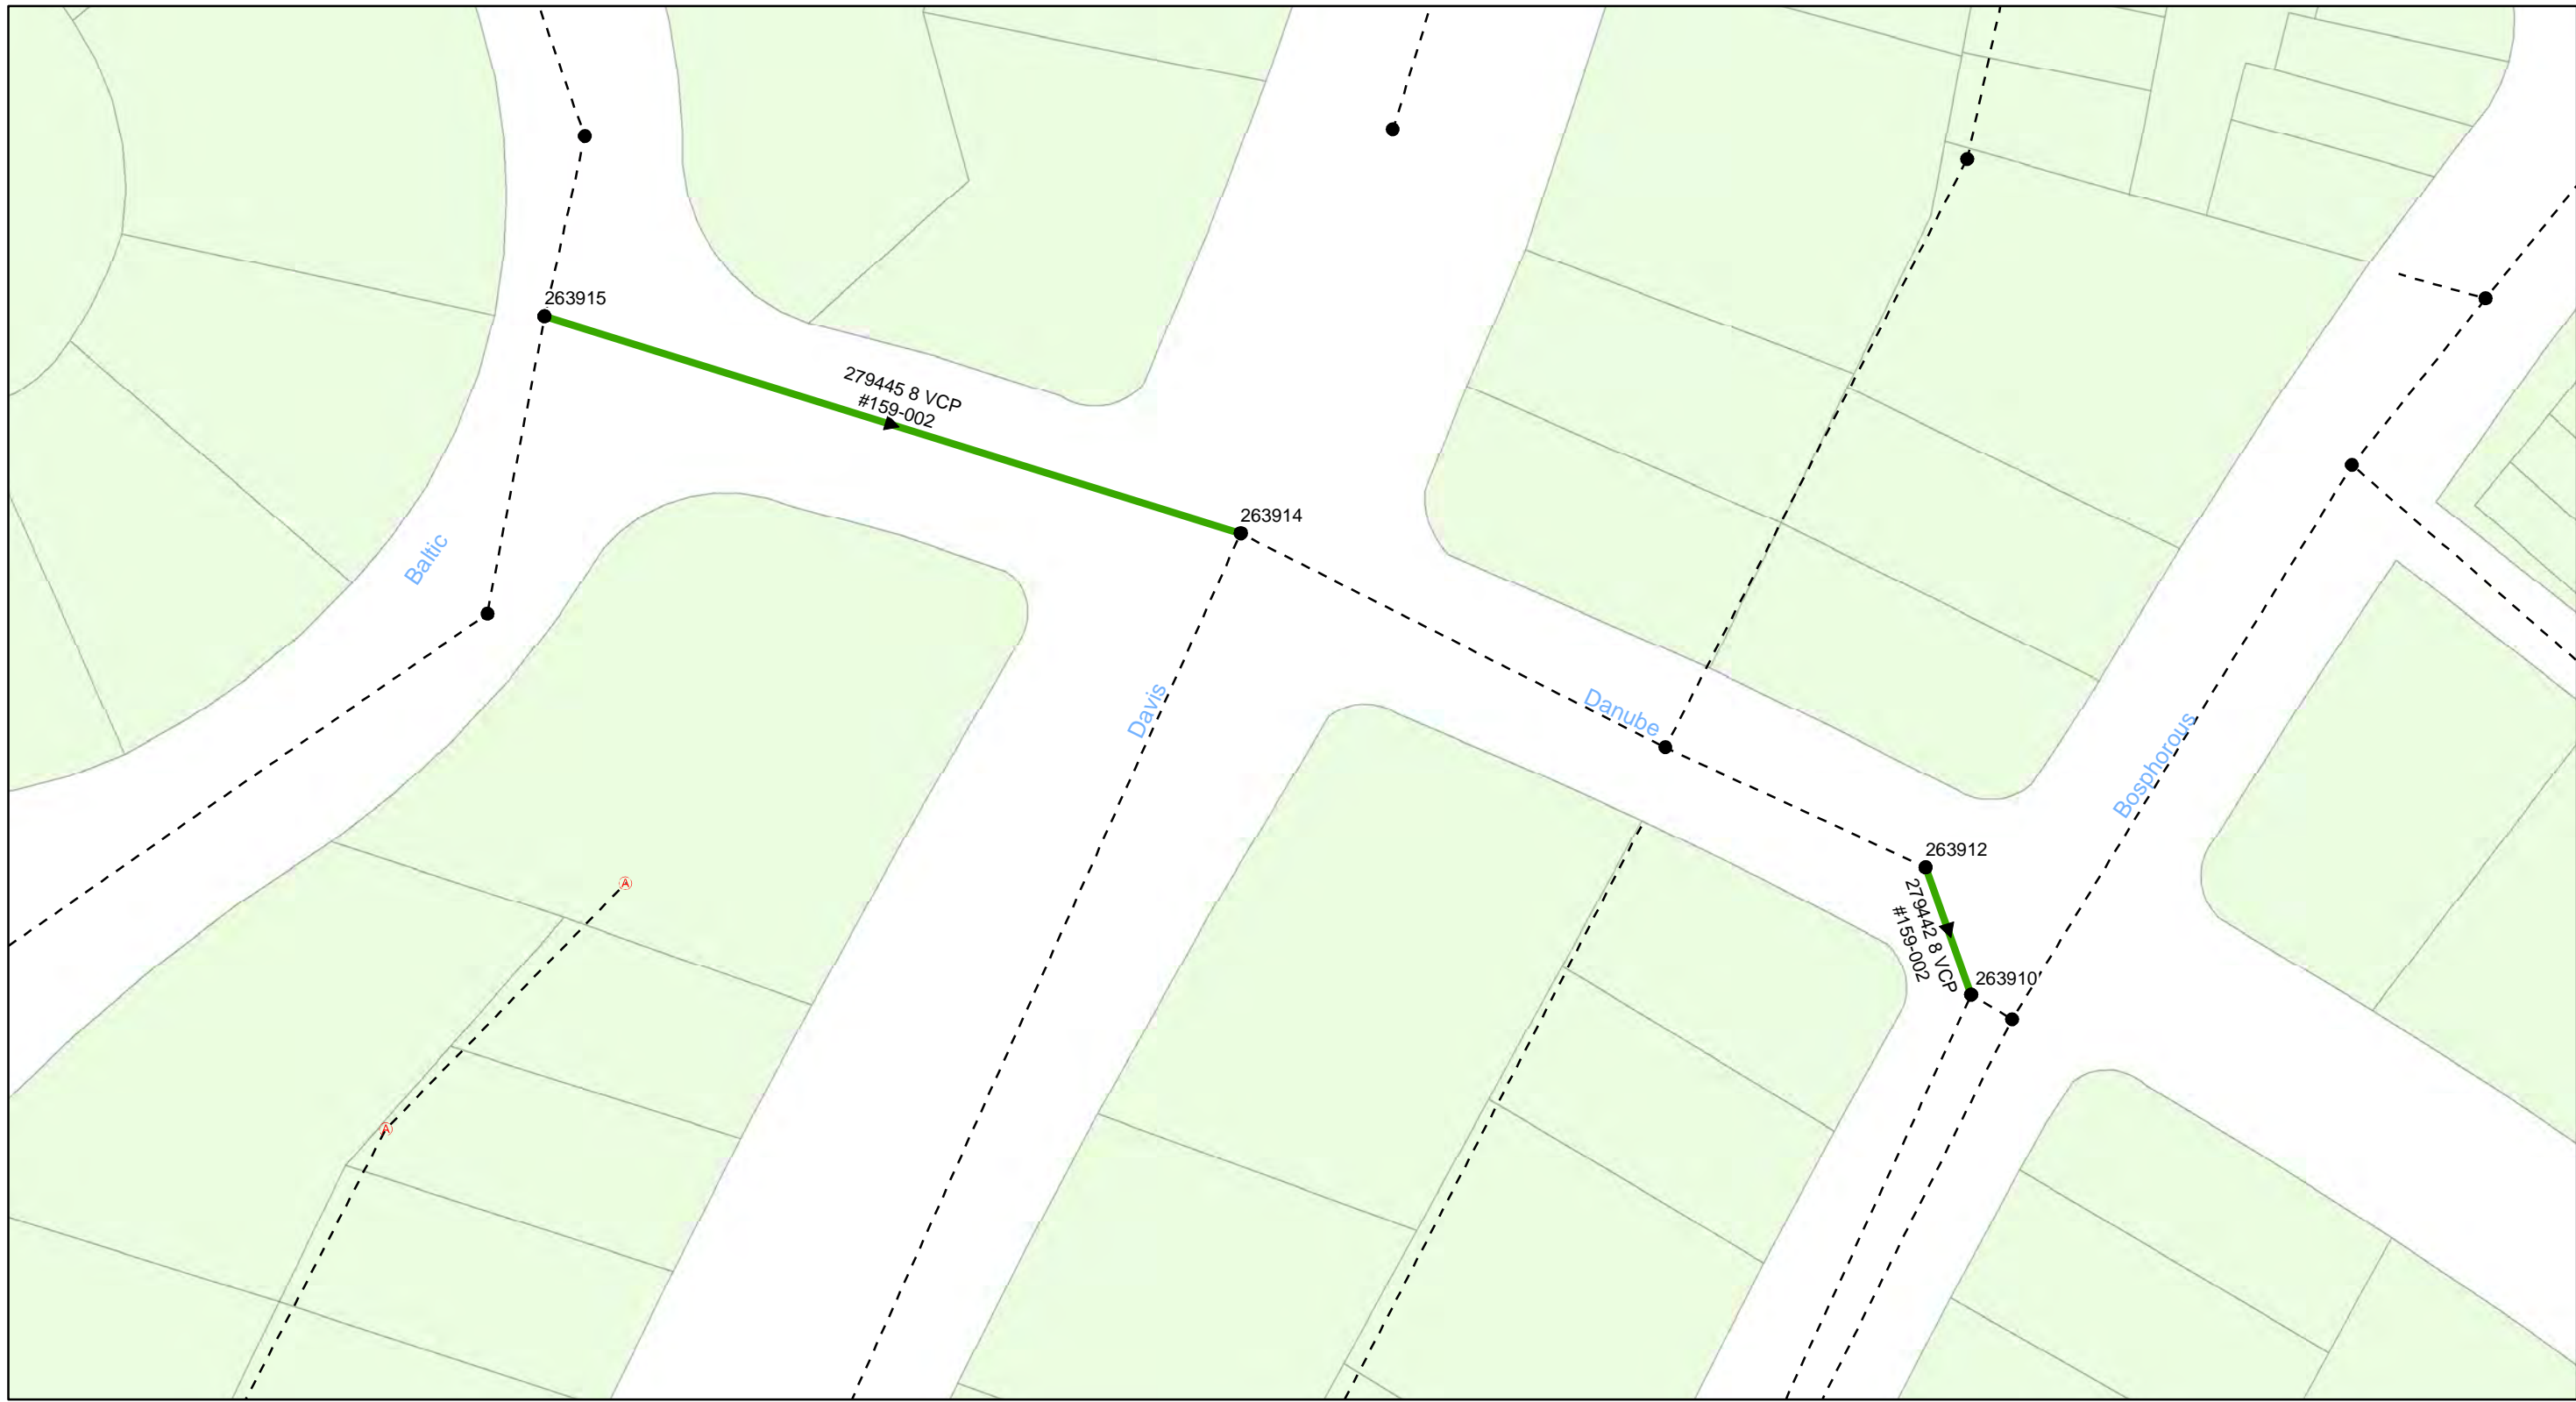 263915
279445 8 VCP
#159-002
263914
Baltic
Davis
Danube
Bosphorous
263912
279442 8 VCP
#159-002
263910
A
A